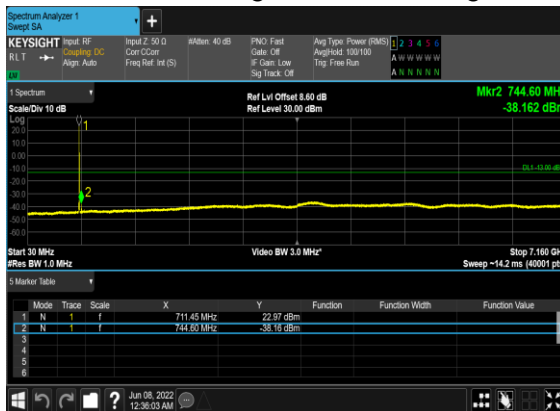 Spectrum Analyzer 1
Swept SA
+
KEYSIGHT Input: RF Input Z: 50 Ω #Atten: 40 dB PNO: Fast Avg Type: Power (RMS) 1 2 3 4 5 6
RLT Coupling: DC Corr CCorr Gate: Off Avg|Hold: 100/100 A W W W W W
Align: Auto Freq Ref: Int (S) IF Gain: Low Trig: Free Run
Sig Track: Off A N N N N N
1 Spectrum Ref Lvl Offset 8.60 dB Mkr2 744.60 MH
Scale/Div 10 dB Ref Level 30.00 dBm -38.162 dB
Log
1
20.0
10.0
0.00
-10.0
DL1 -13.00 dB
-20.0
2
-30.0
-40.0
-50.0
-60.0
Start 30 MHz Video BW 3.0 MHz* Stop 7.160 GH
#Res BW 1.0 MHz Sweep ~14.2 ms (40001 pt
5 Marker Table
Mode Trace Scale X Y Function Function Width Function Value
1 N 1 f 711.45 MHz 22.97 dBm
2 N 1 f 744.60 MHz -38.16 dBm
3
4
5
6
? Jun 08, 2022
12:36:03 AM